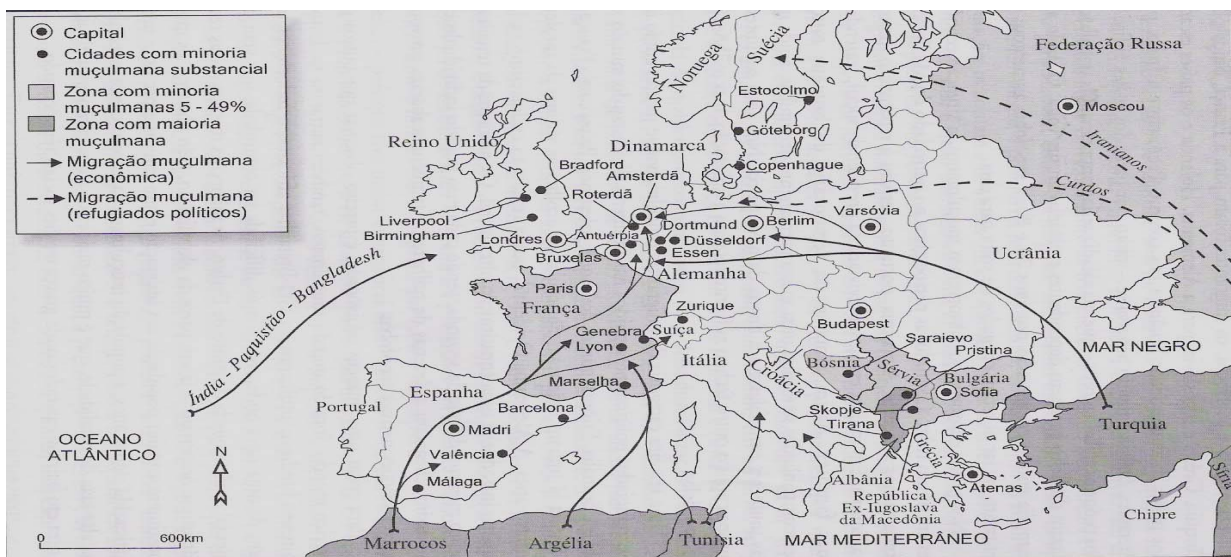 Capital
Cidades com minoria
muçulmana substancial
Zona com minoria
muçulmanas 5 - 49%
Zona com maioria
muçulmana
Migração muçulmana
(econômica)
Migração muçulmana
(refugiados políticos)
Noruega
Suécia
Federação Russa
Moscou
Estocolmo
Göteborg
Iranianos
Reino Unido
Dinamarca
Copenhague
Bradford
Amsterdã
Roterdã
Curdos
Liverpool
Birmingham
Londres
Antuérpia
Bruxelas
Dortmund
Düsseldorf
Essen
Berlim
Varsóvia
Alemanha
Ucrânia
Índia - Paquistão - Bangladesh
Paris
França
Zurique
Genebra
Suíça
Lyon
Budapest
Saraievo
Pristina
MAR NEGRO
Itália
Croácia
Bósnia
Sérvia
Bulgária
Sofia
Marselha
Espanha
Portugal
Barcelona
Madri
Skopje
Tirana
Turquia
OCEANO
ATLÂNTICO
N
Valência
Málaga
Albânia
República
Ex-Iugoslava
da Macedônia
Grécia
Atenas
Síria
Chipre
0
600km
Marrocos
Argélia
Tunísia
MAR MEDITERRÂNEO